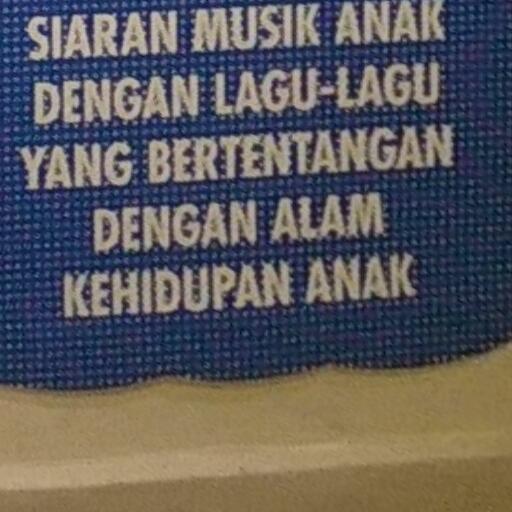 SIARAN MUSIK ANAK
DENGAN LAGU-LAGU
YANG BERTENTANGAN
DENGAN ALAM
KEHIDUPAN ANAK